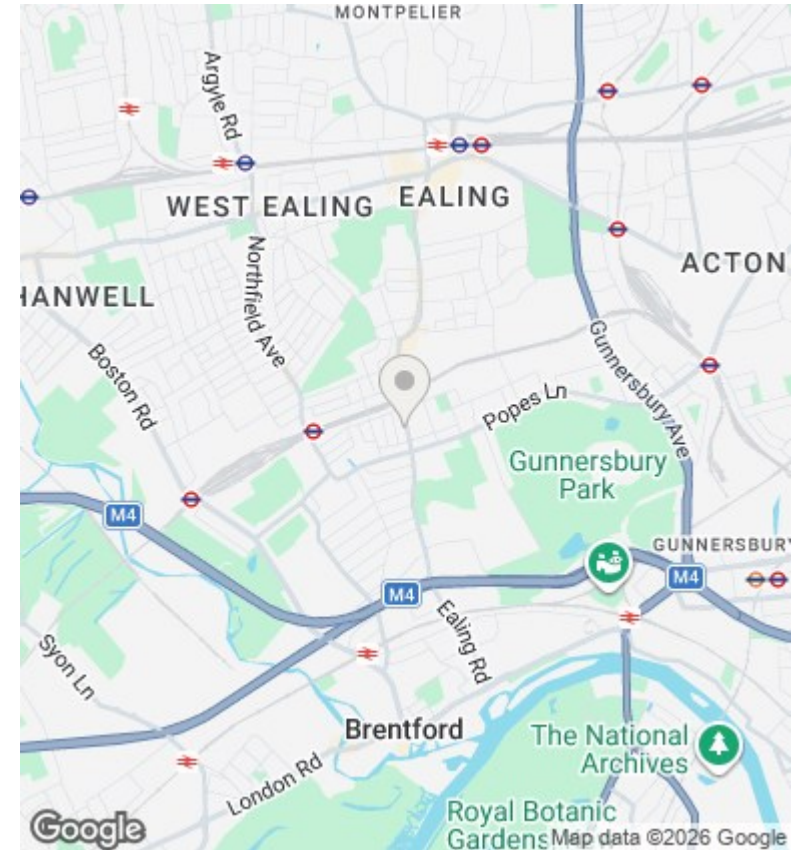 MONTPELIER
Argyle Rd
WEST EALING
EALING
ACTON
HANWELL
Northfield Ave
Boston Rd
Gunnersbury Ave
Popes Ln
Gunnersbury
Park
M4
GUNNERSBURY
M4
M4
Ealing Rd
Syon Ln
Brentford
The National
Archives
London Rd
Royal Botanic
Gardens
Google
Map data ©2026 Google